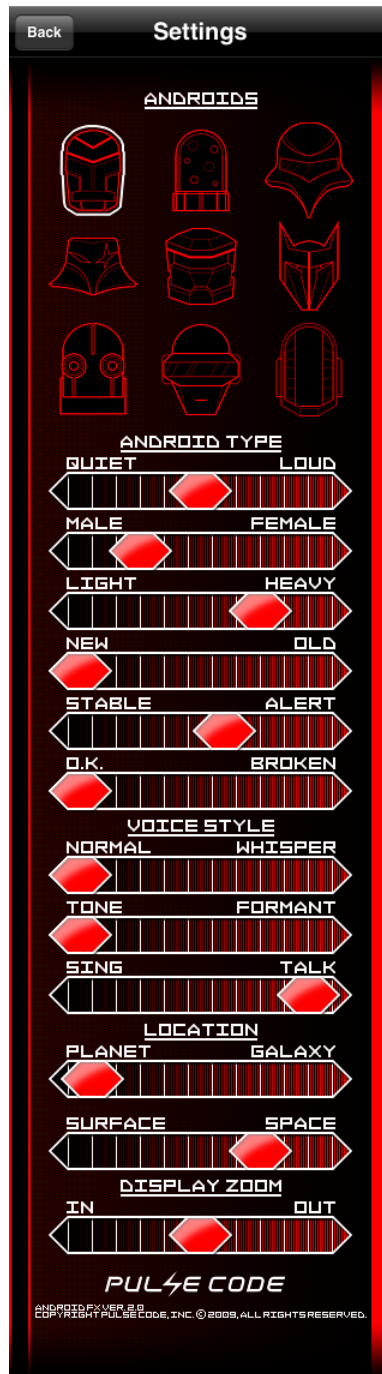 Back Settings
ANDROIDS
ANDROID TYPE
QUIET LOUD
MALE FEMALE
LIGHT HEAVY
NEW OLD
STABLE ALERT
O.K. BROKEN
VOICE STYLE
NORMAL WHISPER
TONE FORMANT
SING TALK
LOCATION
PLANET GALAXY
SURFACE SPACE
DISPLAY ZOOM
IN OUT
PULSE CODE
ANDROID FX VER. 2.0
COPYRIGHT PULSE CODE, INC. © 2009, ALL RIGHTS RESERVED.